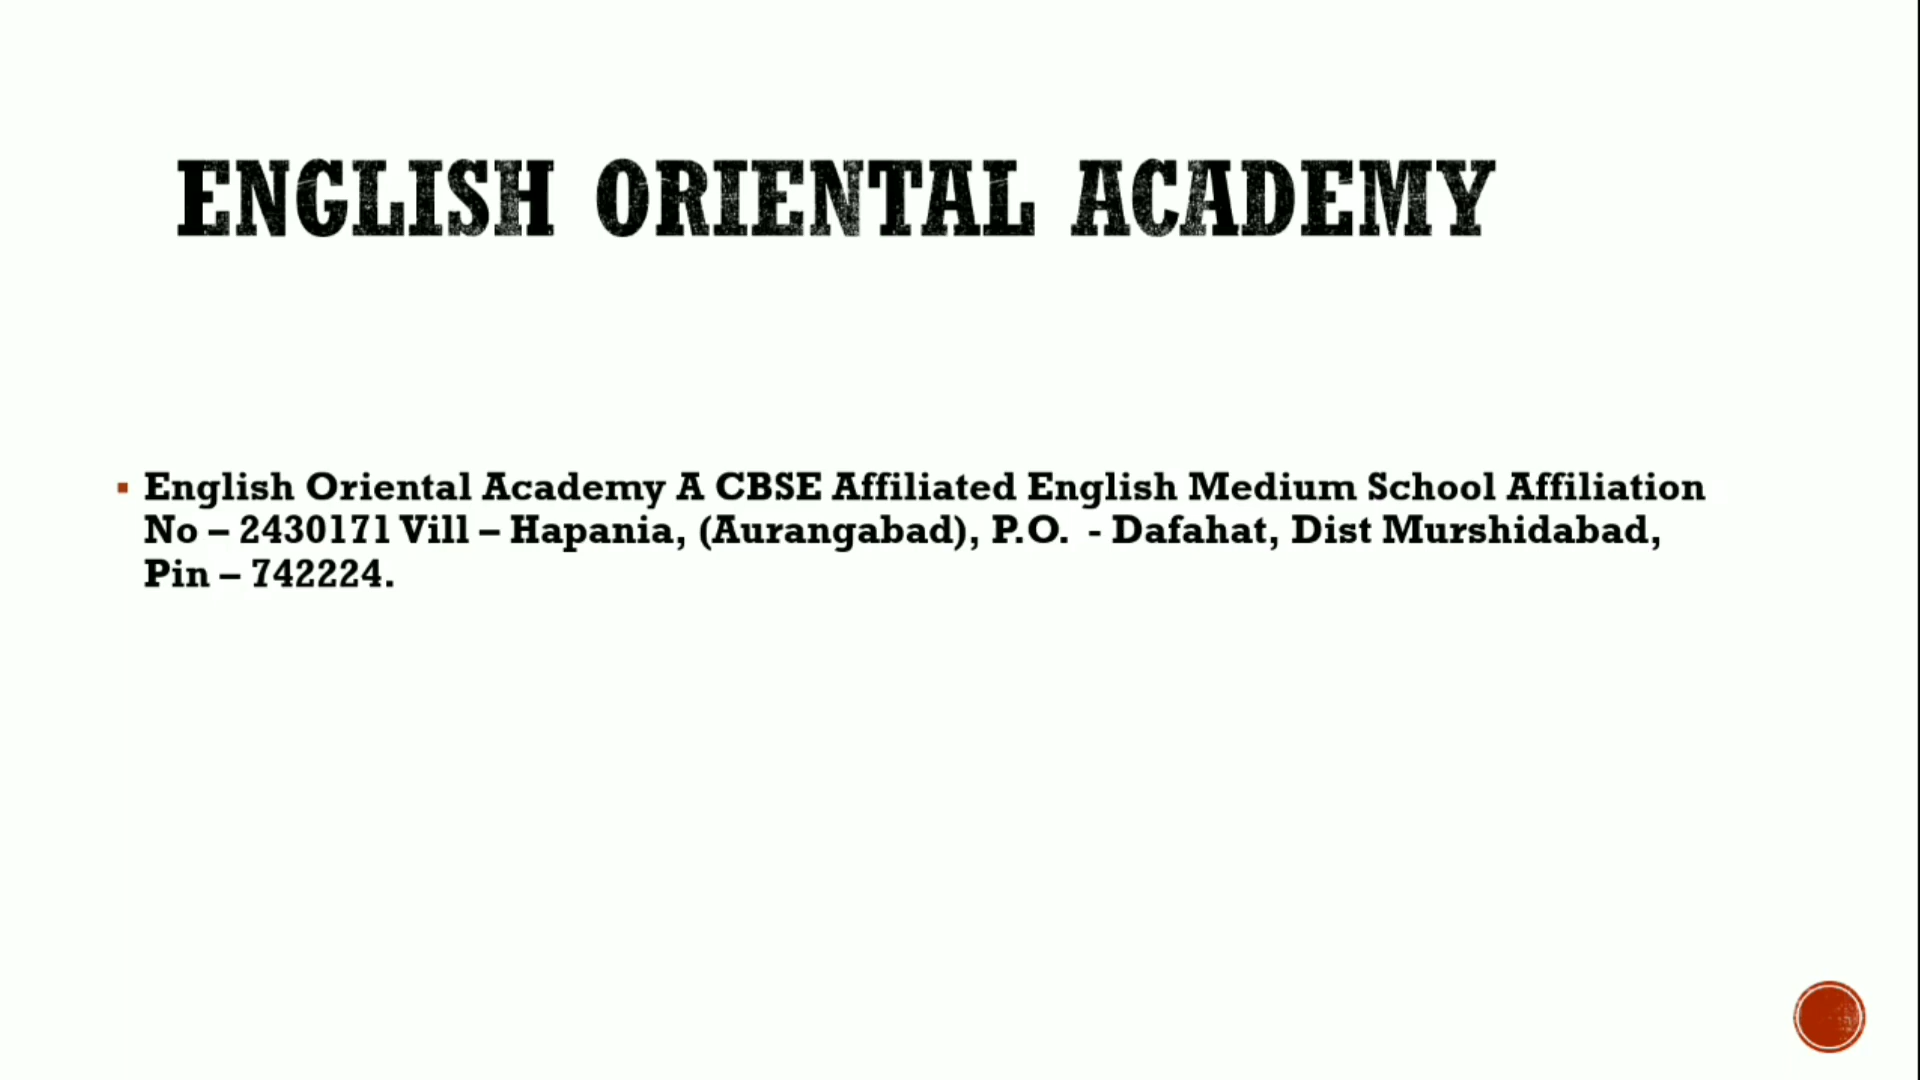 ENGLISH ORIENTAL ACADEMY
▪ English Oriental Academy A CBSE Affiliated English Medium School Affiliation
No – 2430171 Vill – Hapania, (Aurangabad), P.O.  - Dafahat, Dist Murshidabad,
Pin – 742224.